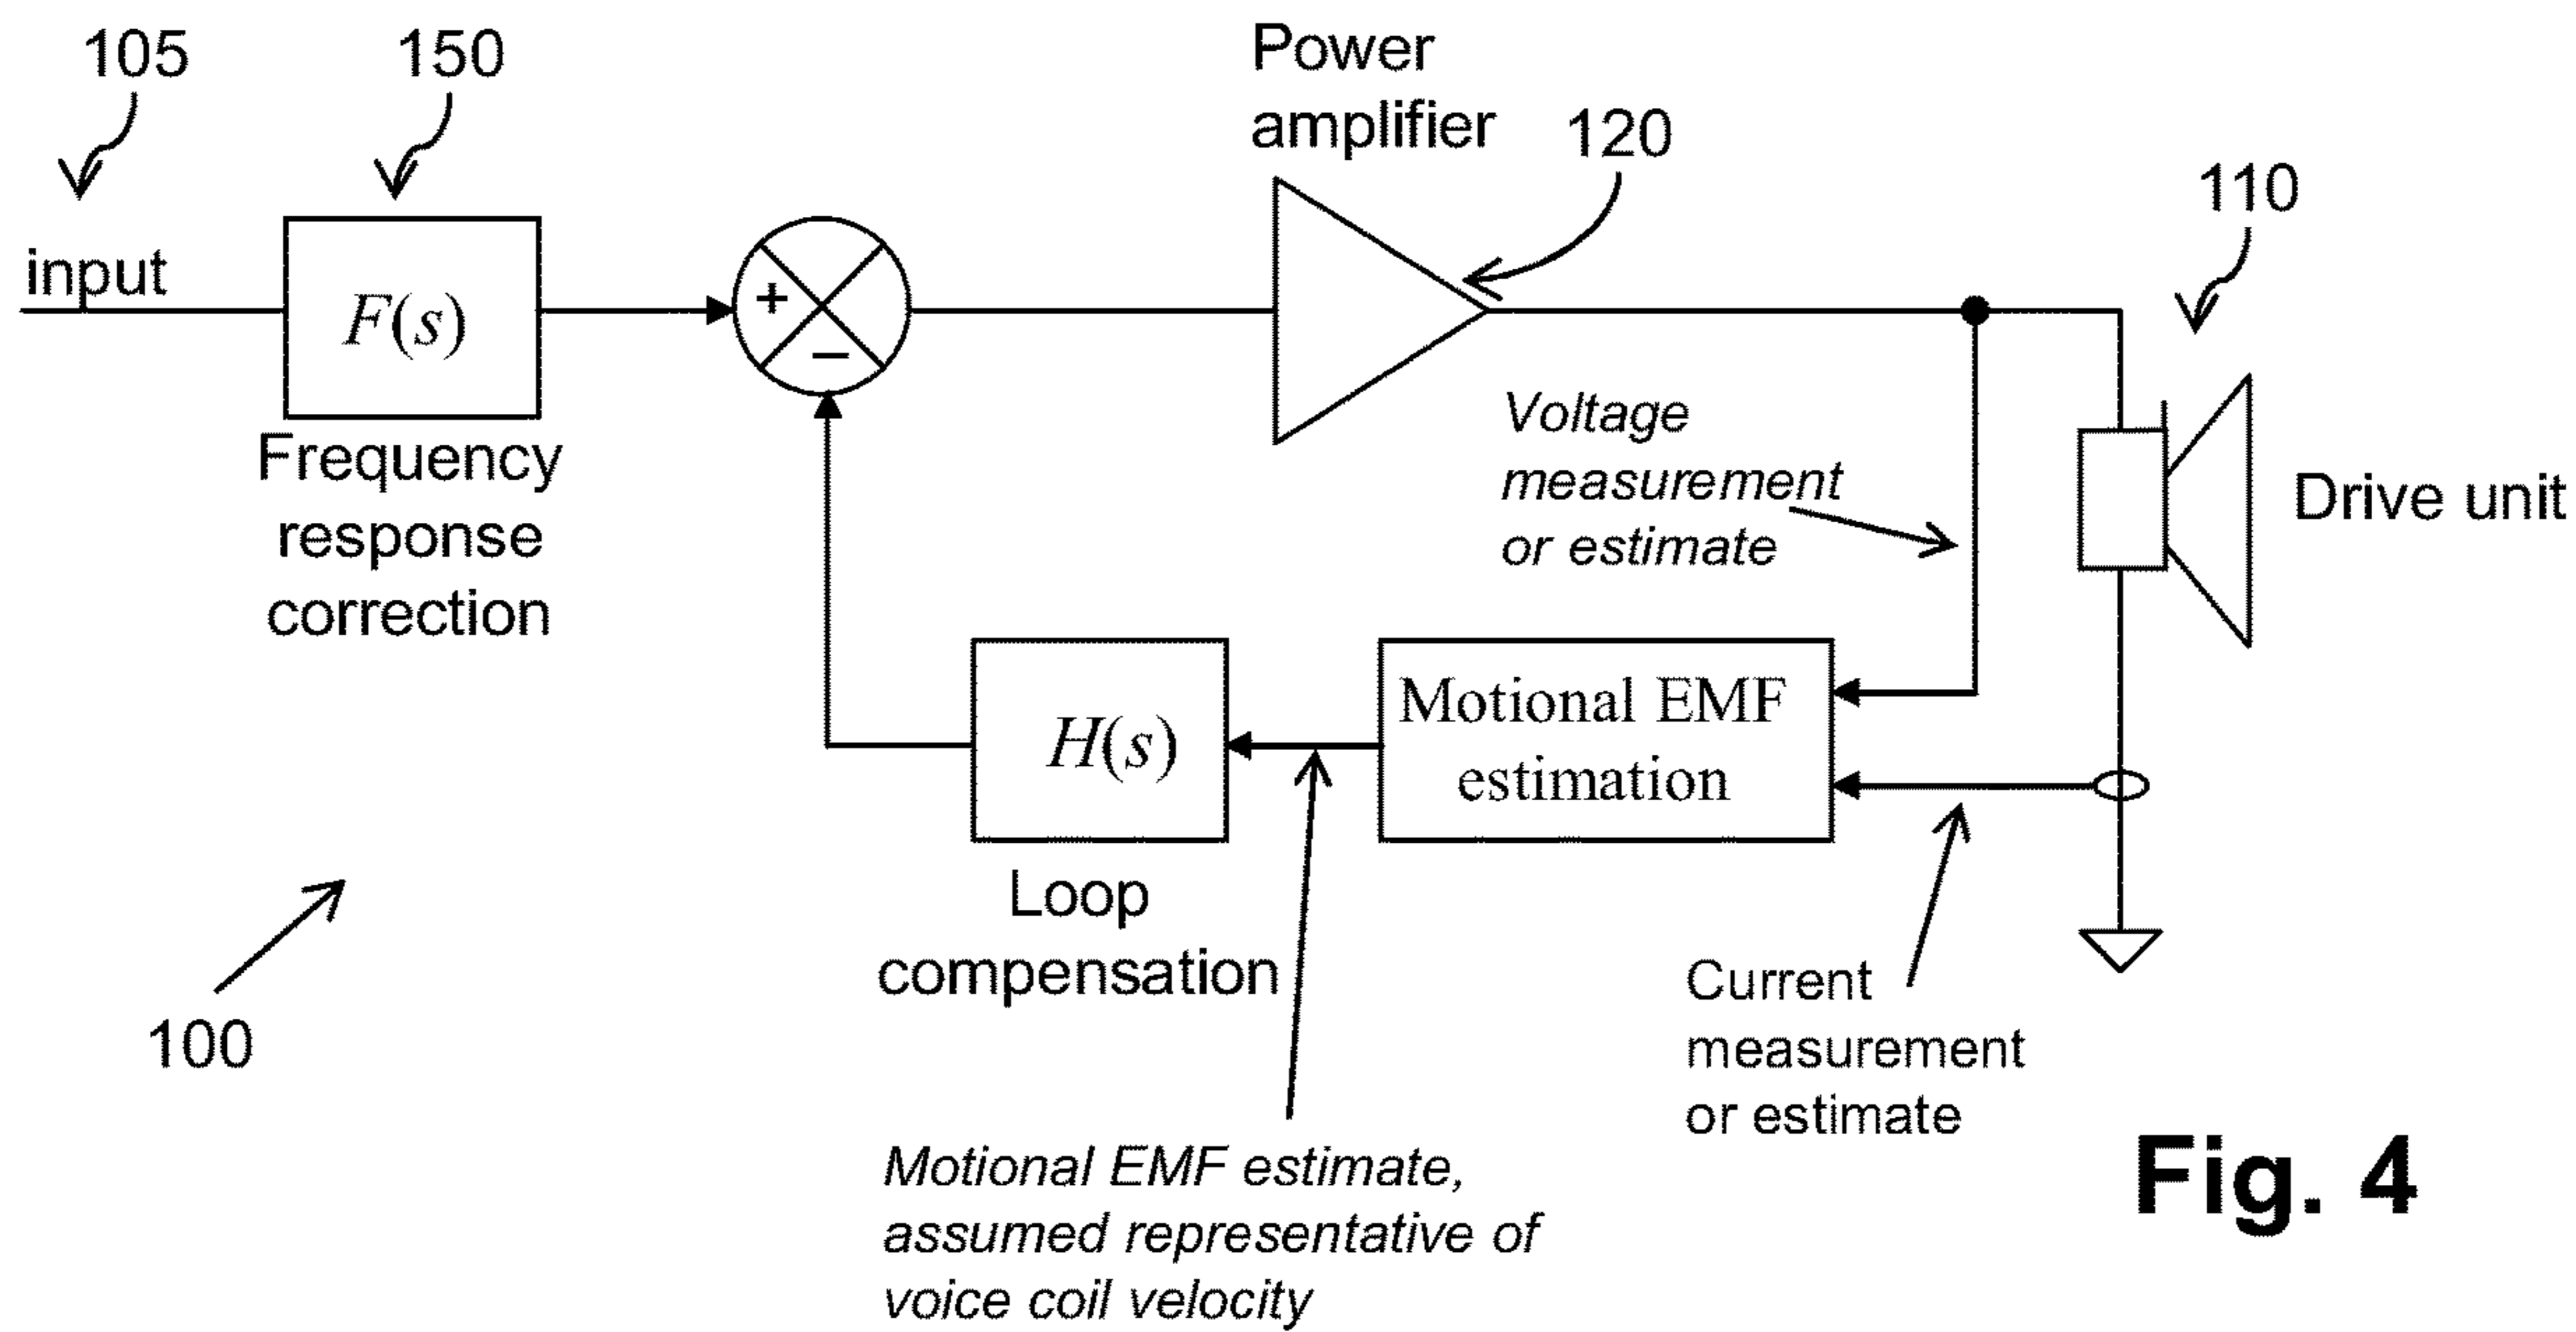 105
150
Power
amplifier
120
110
input
F(s)
+
−
Frequency
response
correction
Voltage
measurement
or estimate
Drive unit
H(s)
Motional EMF
estimation
Loop
compensation
100
Current
measurement
or estimate
Motional EMF estimate,
assumed representative of
voice coil velocity
Fig. 4